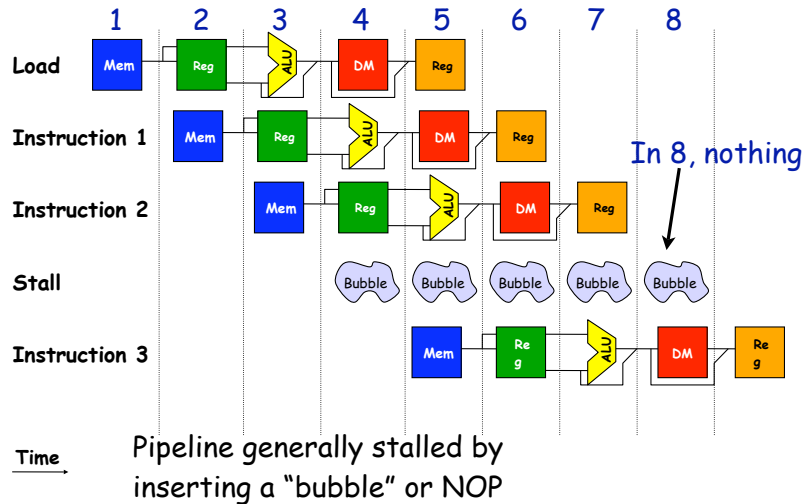 1 2 3 4 5 6 7 8
Load Mem Reg ALU DM Reg
Instruction 1 Mem Reg ALU DM Reg
In 8, nothing
Instruction 2 Mem Reg ALU DM Reg
Stall Bubble Bubble Bubble Bubble Bubble
Instruction 3 Mem Re g ALU DM Re g
Time
Pipeline generally stalled by
inserting a “bubble” or NOP